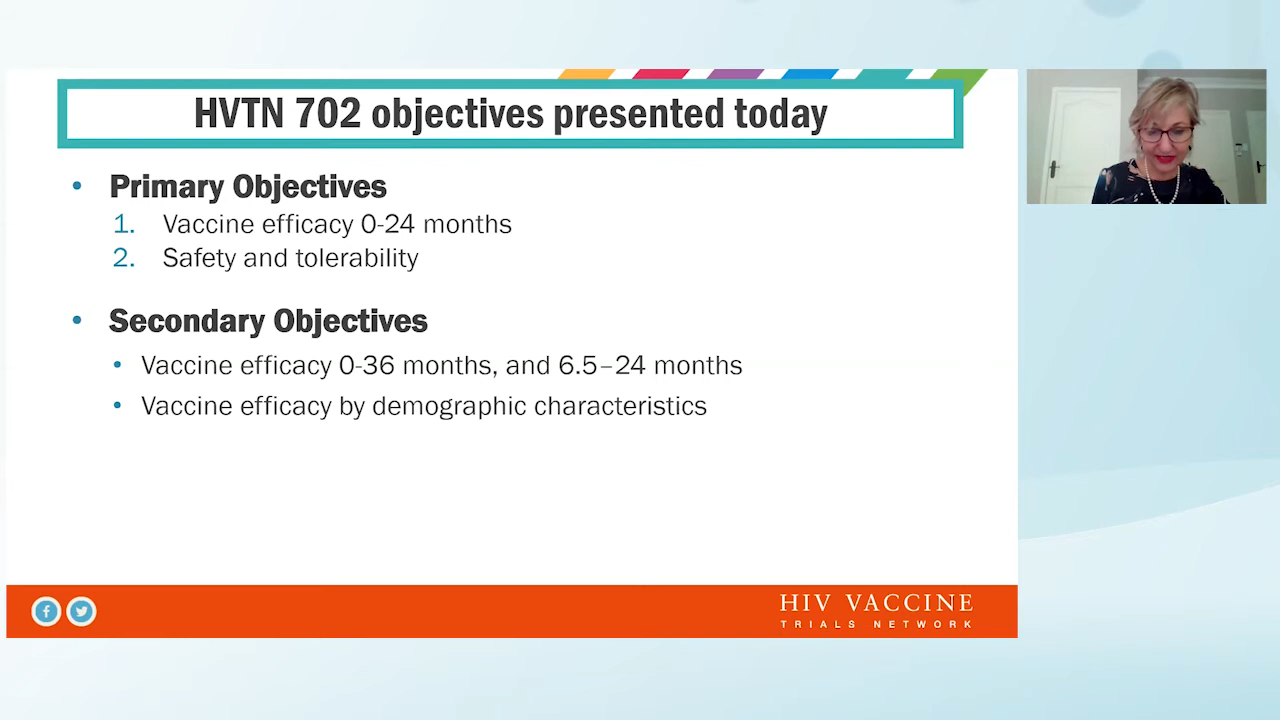 HVTN 702 objectives presented today
• Primary Objectives
1. Vaccine efficacy 0-24 months
2. Safety and tolerability
• Secondary Objectives
• Vaccine efficacy 0-36 months, and 6.5–24 months
• Vaccine efficacy by demographic characteristics
HIV VACCINE
TRIALS NETWORK